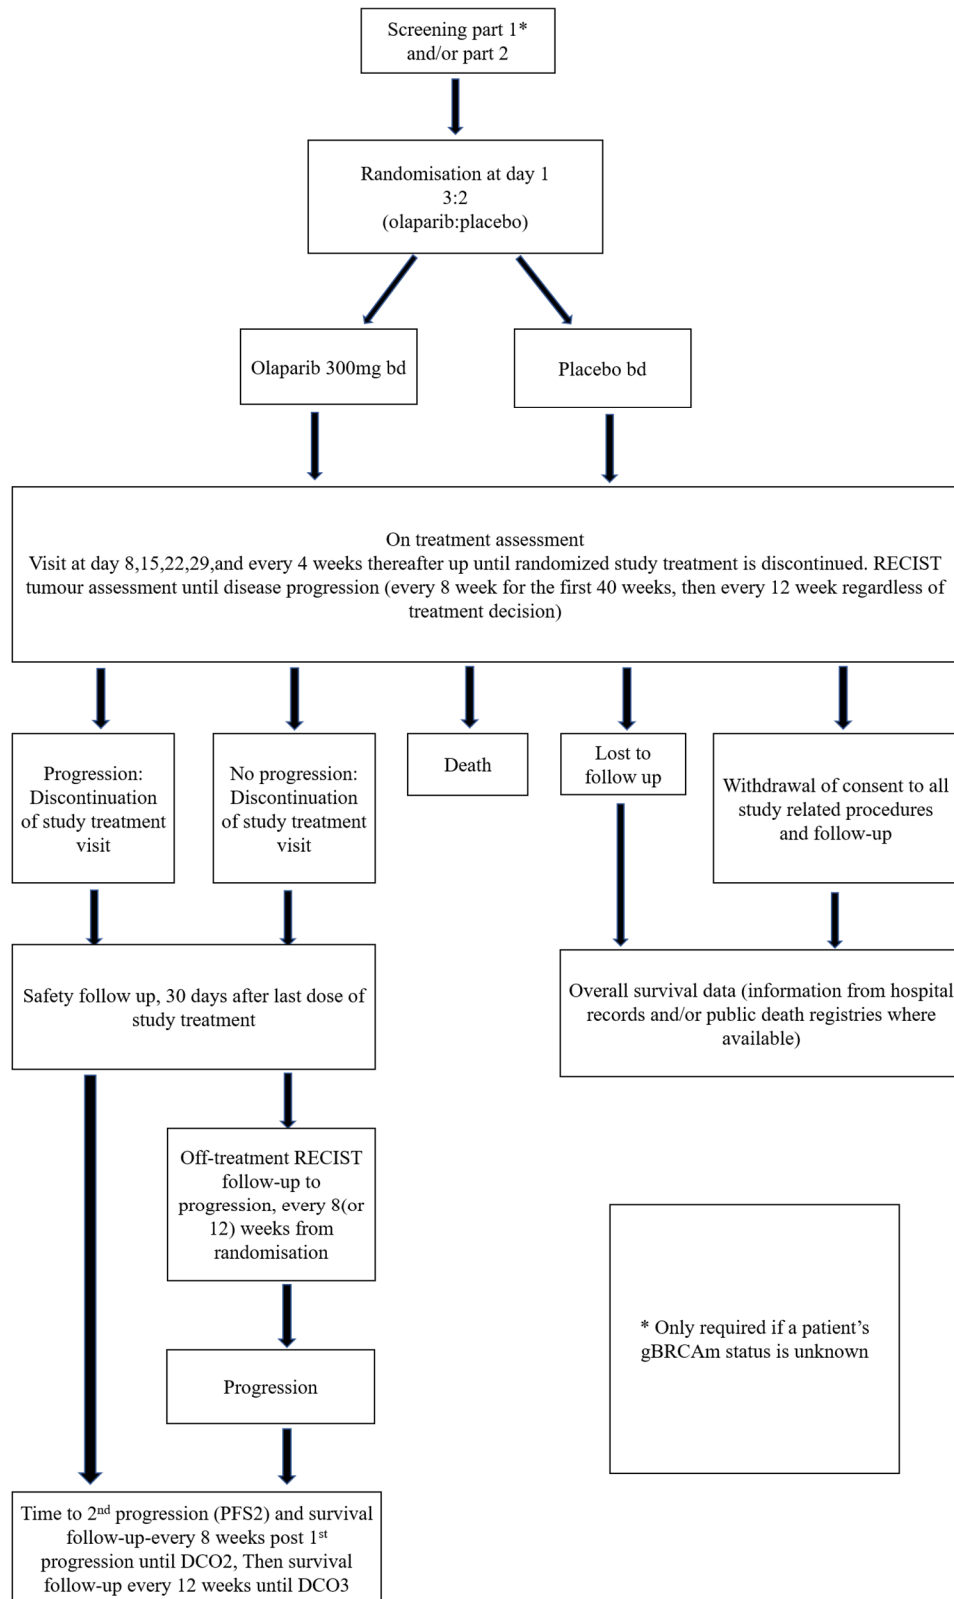 Screening part 1*
and/or part 2
Randomisation at day 1
3:2
(olaparib:placebo)
Olaparib 300mg bd
Placebo bd
On treatment assessment
Visit at day 8,15,22,29,and every 4 weeks thereafter up until randomized study treatment is discontinued. RECIST
tumour assessment until disease progression (every 8 week for the first 40 weeks, then every 12 week regardless of
treatment decision)
Progression:
Discontinuation
of study treatment
visit
No progression:
Discontinuation
of study treatment
visit
Death
Lost to
follow up
Withdrawal of consent to all
study related procedures
and follow-up
Safety follow up, 30 days after last dose of
study treatment
Overall survival data (information from hospital
records and/or public death registries where
available)
Off-treatment RECIST
follow-up to
progression, every 8(or
12) weeks from
randomisation
* Only required if a patient’s
gBRCAm status is unknown
Progression
Time to 2nd progression (PFS2) and survival
follow-up-every 8 weeks post 1st
progression until DCO2, Then survival
follow-up every 12 weeks until DCO3